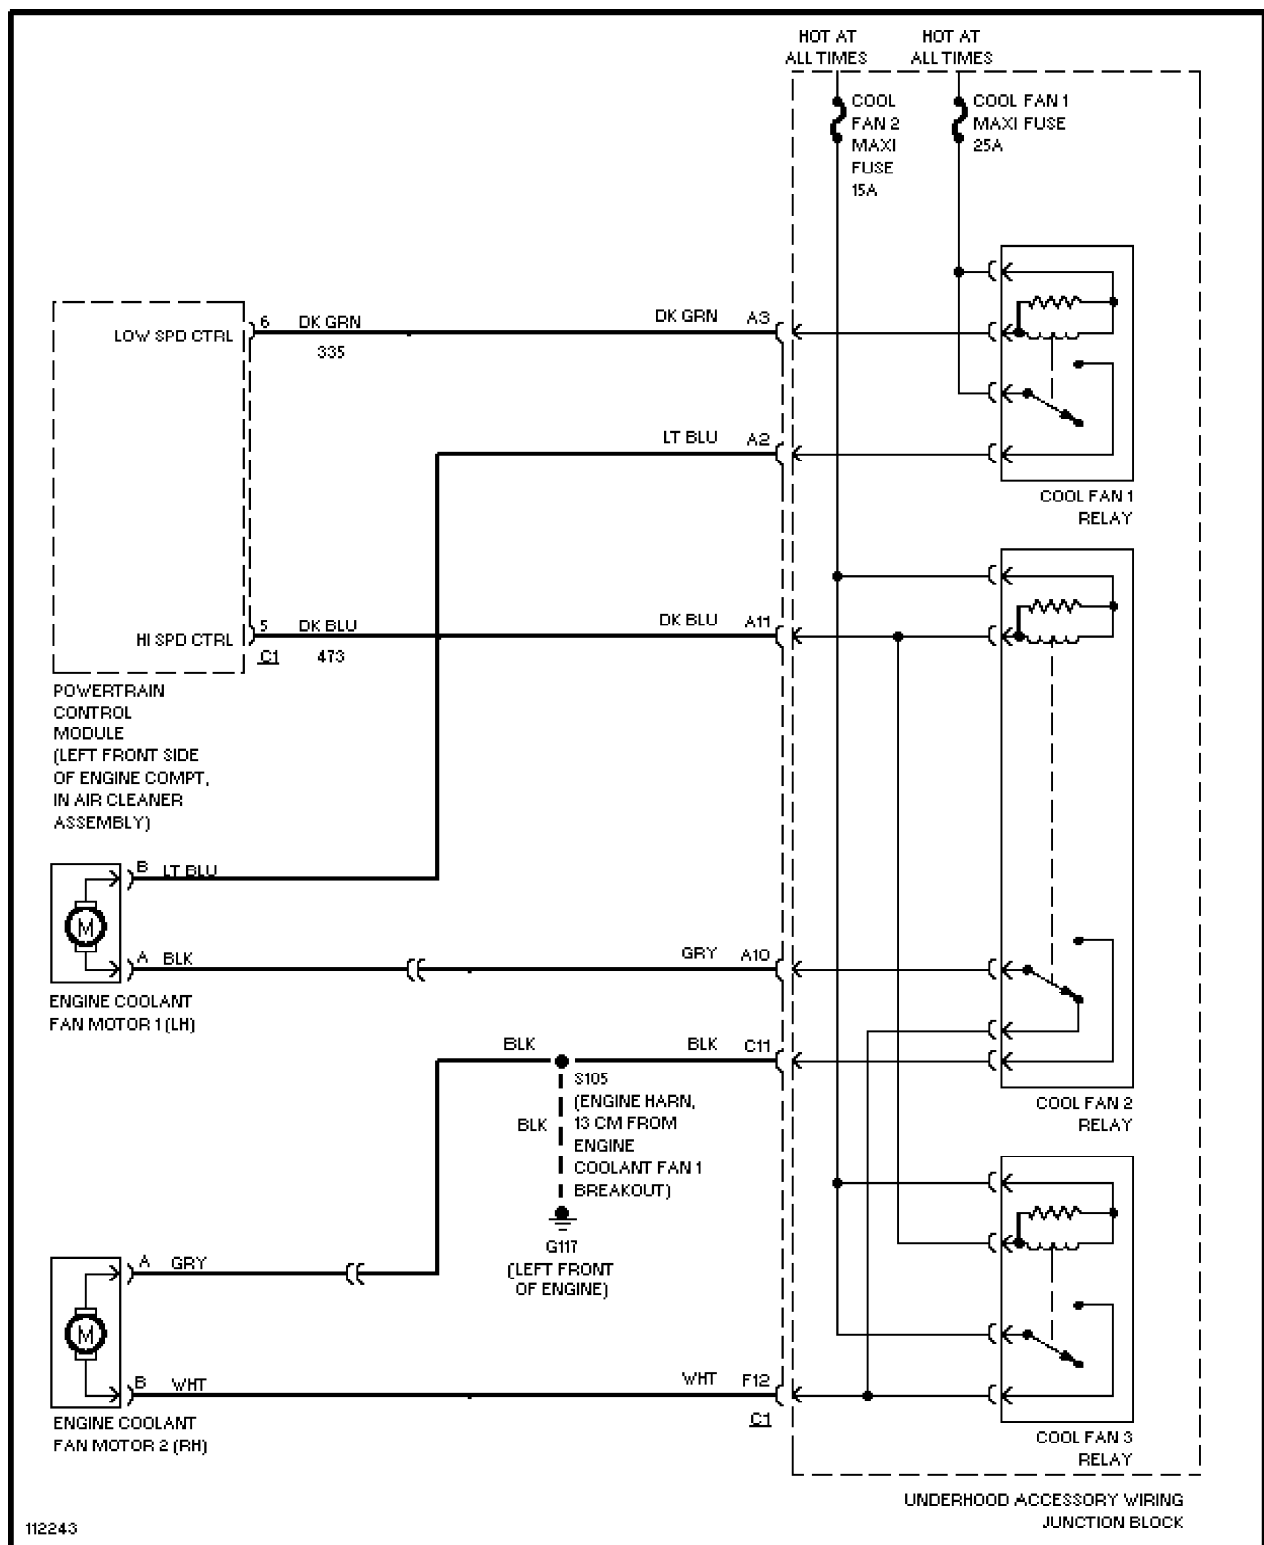 HOT AT
ALL TIMES
HOT AT
ALL TIMES
COOL
FAN 2
MAXI
FUSE
15A
COOL FAN 1
MAXI FUSE
25A
LOW SPD CTRL
6
DK GRN
335
DK GRN
A3
LT BLU
A2
COOL FAN 1
RELAY
HI SPD CTRL
5
DK BLU
C1
473
DK BLU
A11
POWERTRAIN
CONTROL
MODULE
(LEFT FRONT SIDE
OF ENGINE COMPT,
IN AIR CLEANER
ASSEMBLY)
B
LT BLU
M
A
BLK
GRY
A10
ENGINE COOLANT
FAN MOTOR 1 (LH)
BLK
BLK
C11
S105
(ENGINE HARN,
13 CM FROM
ENGINE
COOLANT FAN 1
BREAKOUT)
BLK
COOL FAN 2
RELAY
G117
(LEFT FRONT
OF ENGINE)
A
GRY
M
B
WHT
WHT
F12
C1
ENGINE COOLANT
FAN MOTOR 2 (RH)
COOL FAN 3
RELAY
UNDERHOOD ACCESSORY WIRING
JUNCTION BLOCK
112243